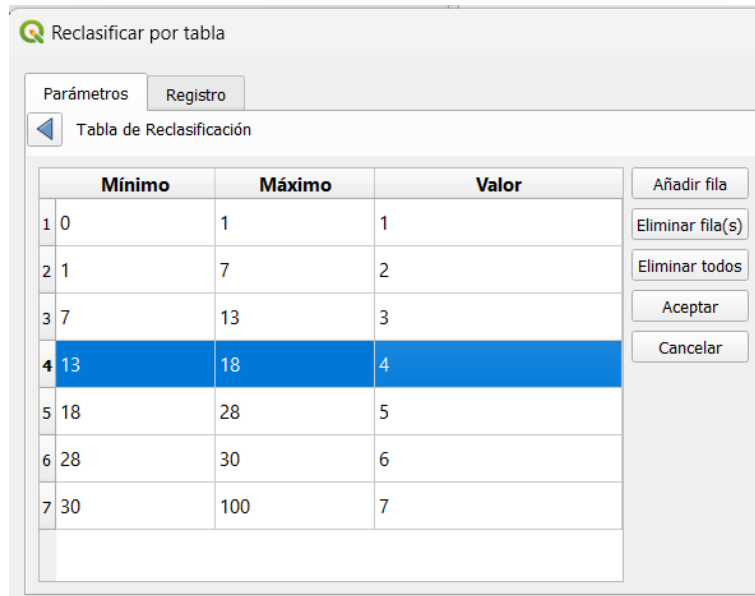 Reclasificar por tabla
Parámetros Registro
Tabla de Reclasificación
Mínimo Máximo Valor
1 0 1 1
2 1 7 2
3 7 13 3
4 13 18 4
5 18 28 5
6 28 30 6
7 30 100 7
Añadir fila
Eliminar fila(s)
Eliminar todos
Aceptar
Cancelar